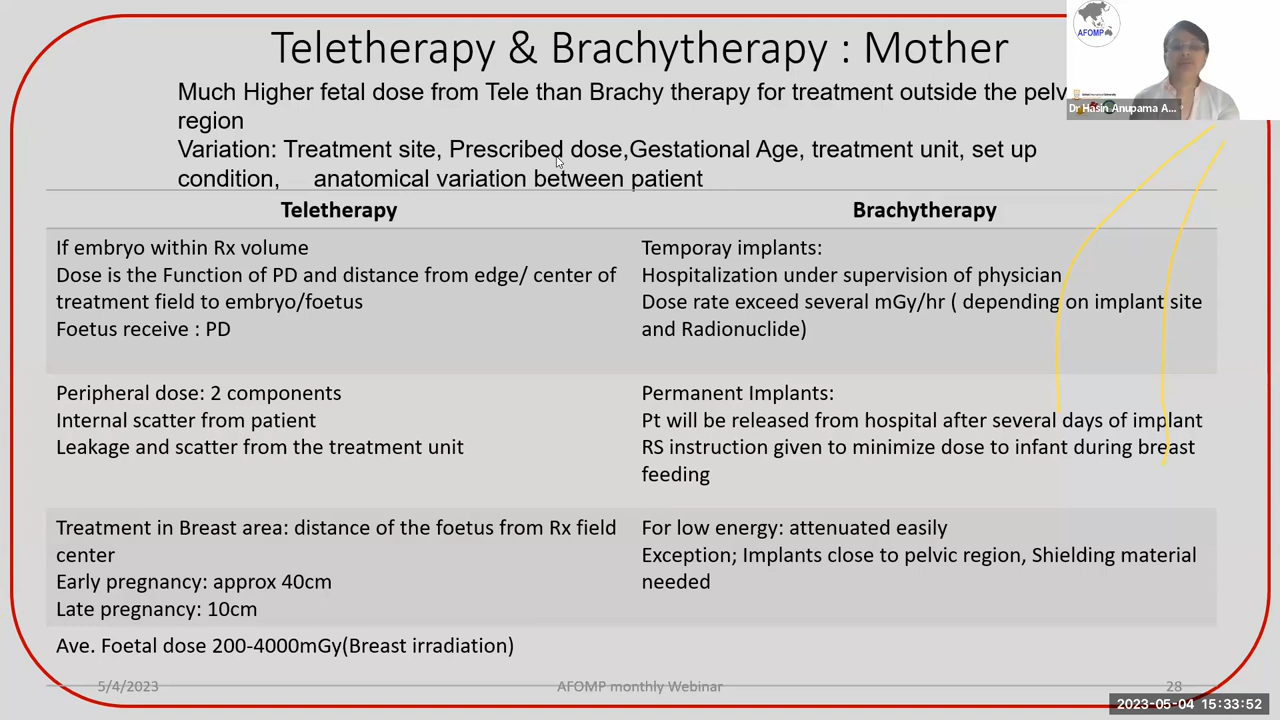 Teletherapy & Brachytherapy : Mother
AFOMP
Dr Hasin Anupama A...
Much Higher fetal dose from Tele than Brachy therapy for treatment outside the pelv
region
Variation: Treatment site, Prescribed dose,Gestational Age, treatment unit, set up
condition, anatomical variation between patient
Teletherapy
Brachytherapy
If embryo within Rx volume
Dose is the Function of PD and distance from edge/ center of
treatment field to embryo/foetus
Foetus receive : PD
Temporay implants:
Hospitalization under supervision of physician
Dose rate exceed several mGy/hr ( depending on implant site
and Radionuclide)
Peripheral dose: 2 components
Internal scatter from patient
Leakage and scatter from the treatment unit
Permanent Implants:
Pt will be released from hospital after several days of implant
RS instruction given to minimize dose to infant during breast
feeding
Treatment in Breast area: distance of the foetus from Rx field
center
Early pregnancy: approx 40cm
Late pregnancy: 10cm
For low energy: attenuated easily
Exception; Implants close to pelvic region, Shielding material
needed
Ave. Foetal dose 200-4000mGy(Breast irradiation)
5/4/2023
AFOMP monthly Webinar
28
2023-05-04 15:33:52